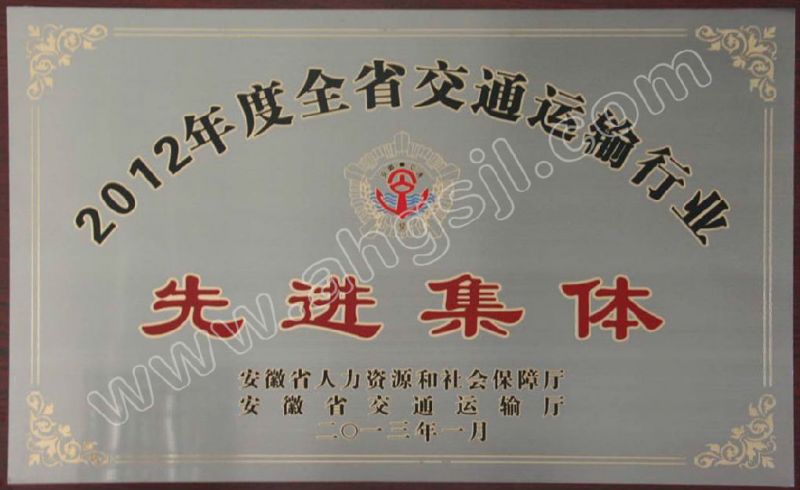 2012年度全省交通运输行业
先进集体
安徽省人力资源和社会保障厅
安徽省交通运输厅
二〇一三年一月
www.ahgsjl.com